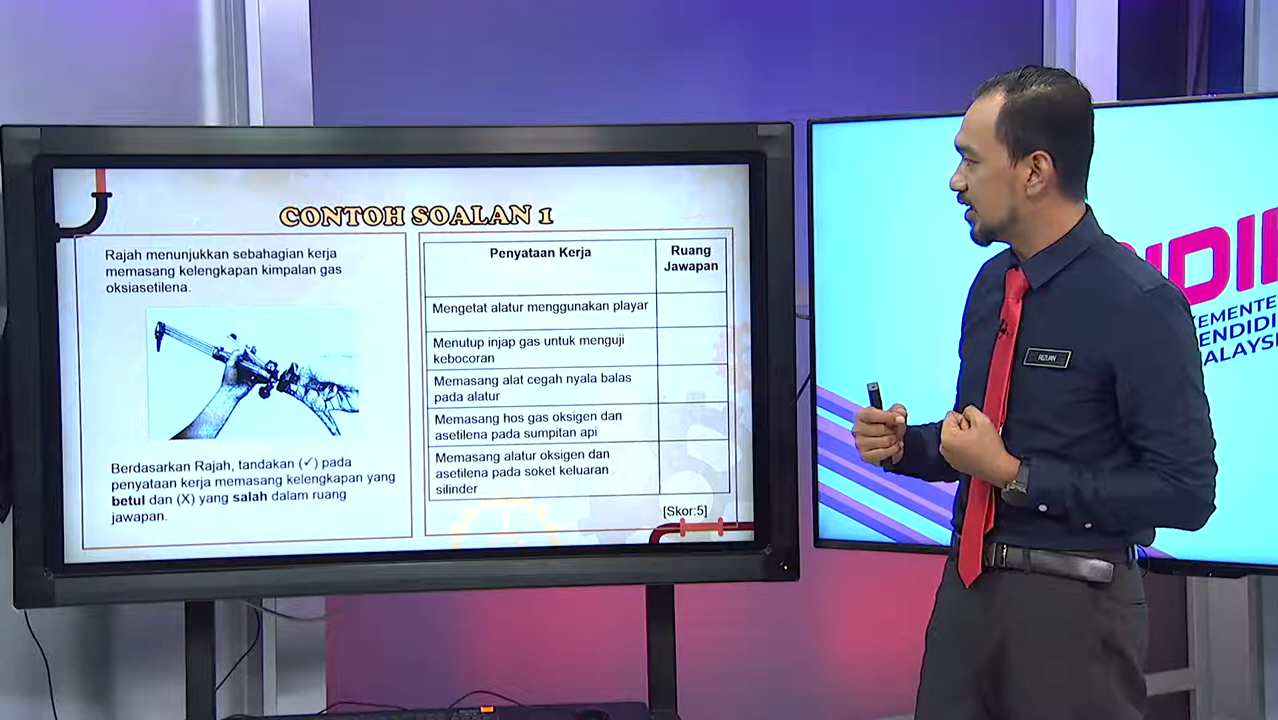 CONTOH SOALAN 1
Rajah menunjukkan sebahagian kerja
memasang kelengkapan kimpalan gas
oksiasetilena.
Berdasarkan Rajah, tandakan (✓) pada
penyataan kerja memasang kelengkapan yang
betul dan (X) yang salah dalam ruang
jawapan.
Penyataan Kerja
Ruang
Jawapan
Mengetat alatur menggunakan playar
Menutup injap gas untuk menguji
kebocoran
Memasang alat cegah nyala balas
pada alatur
Memasang hos gas oksigen dan
asetilena pada sumpitan api
Memasang alatur oksigen dan
asetilena pada soket keluaran
silinder
[Skor:5]
RIZUAN